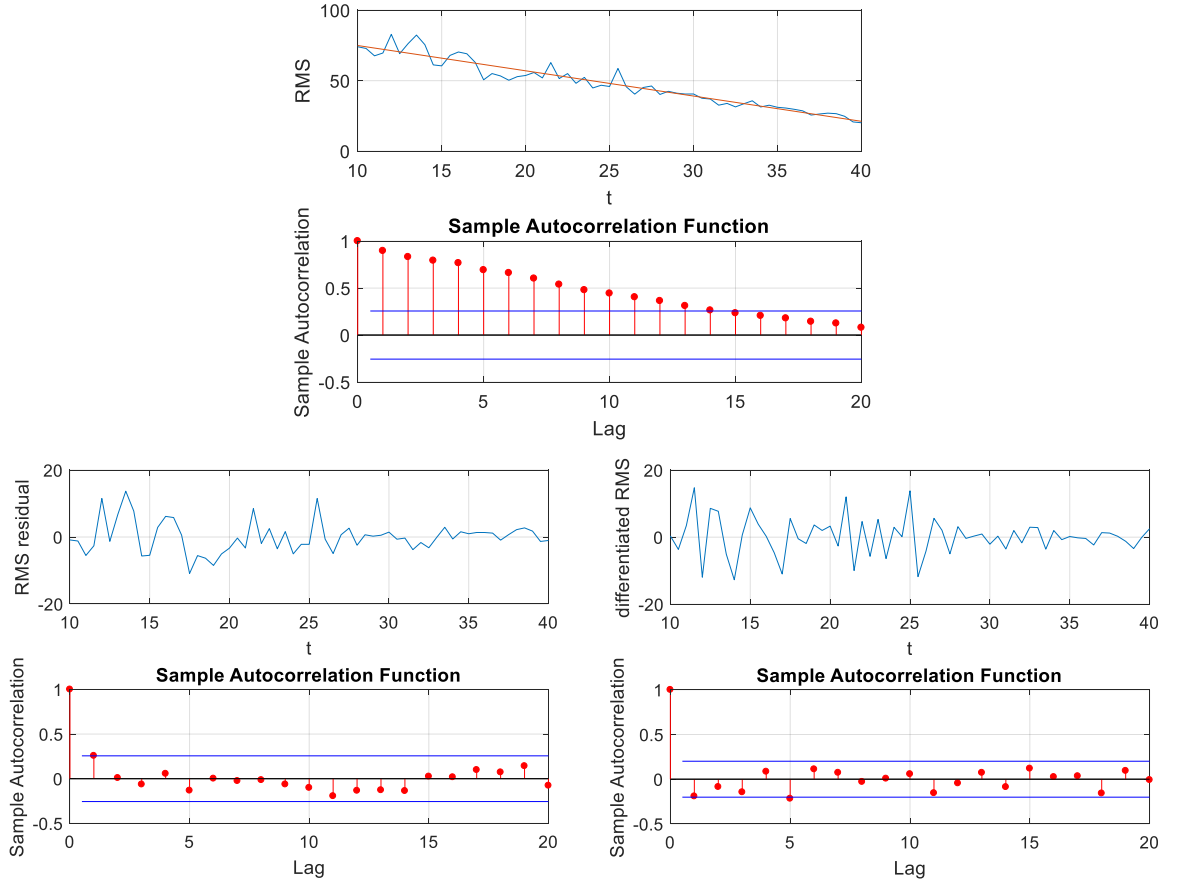 100
50
0
RMS
10 15 20 25 30 35 40
t
Sample Autocorrelation Function
1
0.5
0
-0.5
Sample Autocorrelation
0 5 10 15 20
Lag
20
0
-20
RMS residual
10 15 20 25 30 35 40
t
20
0
-20
differentiated RMS
10 15 20 25 30 35 40
t
Sample Autocorrelation Function
1
0.5
0
-0.5
Sample Autocorrelation
0 5 10 15 20
Lag
Sample Autocorrelation Function
1
0.5
0
-0.5
Sample Autocorrelation
0 5 10 15 20
Lag